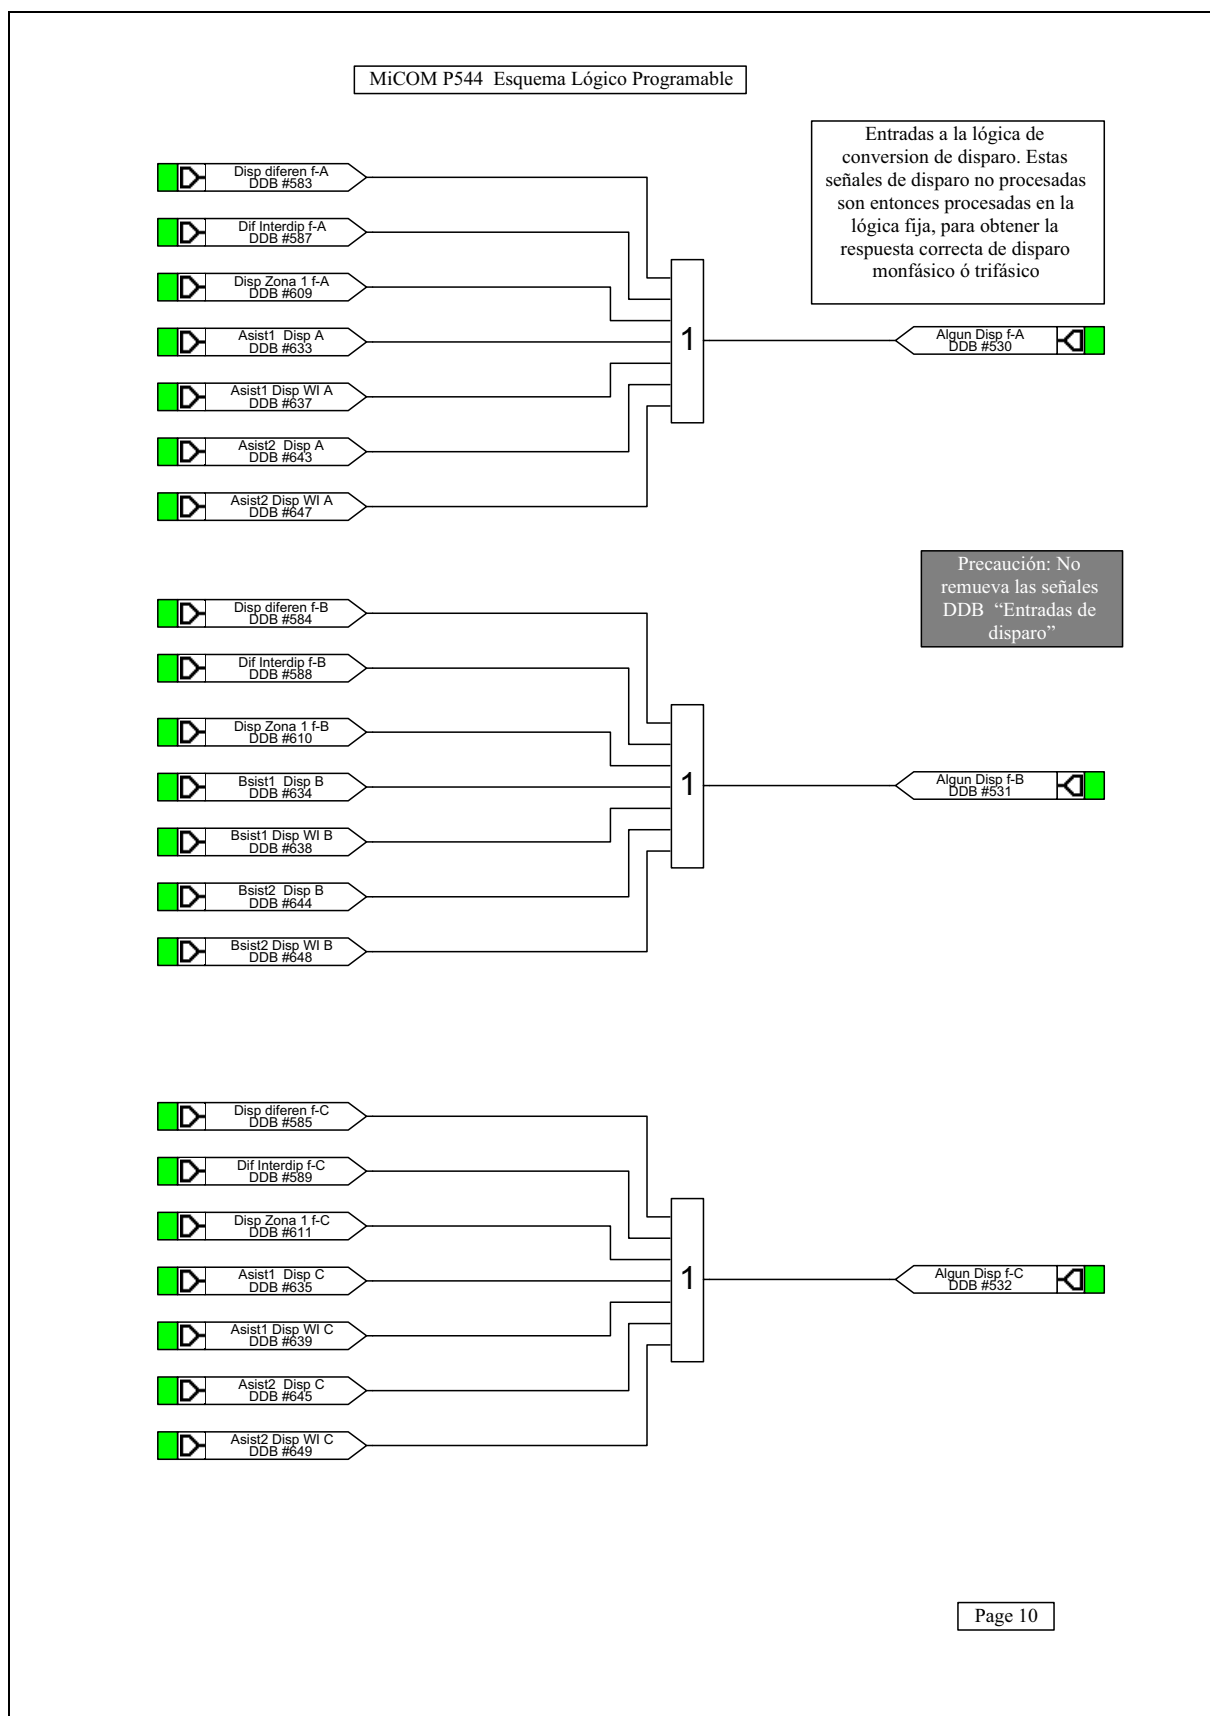 MiCOM P544 Esquema Lógico Programable
Entradas a la lógica de
conversion de disparo. Estas
señales de disparo no procesadas
son entonces procesadas en la
lógica fija, para obtener la
respuesta correcta de disparo
monfásico ó trifásico
Disp diferen f-A
DDB #583
Dif Interdip f-A
DDB #587
Disp Zona 1 f-A
DDB #609
Asist1 Disp A
DDB #633
Asist1 Disp WI A
DDB #637
Asist2 Disp A
DDB #643
Asist2 Disp WI A
DDB #647
1
Algun Disp f-A
DDB #530
Precaución: No
remueva las señales
DDB “Entradas de
disparo”
Disp diferen f-B
DDB #584
Dif Interdip f-B
DDB #588
Disp Zona 1 f-B
DDB #610
Bsist1 Disp B
DDB #634
Bsist1 Disp WI B
DDB #638
Bsist2 Disp B
DDB #644
Bsist2 Disp WI B
DDB #648
1
Algun Disp f-B
DDB #531
Disp diferen f-C
DDB #585
Dif Interdip f-C
DDB #589
Disp Zona 1 f-C
DDB #611
Asist1 Disp C
DDB #635
Asist1 Disp WI C
DDB #639
Asist2 Disp C
DDB #645
Asist2 Disp WI C
DDB #649
1
Algun Disp f-C
DDB #532
Page 10